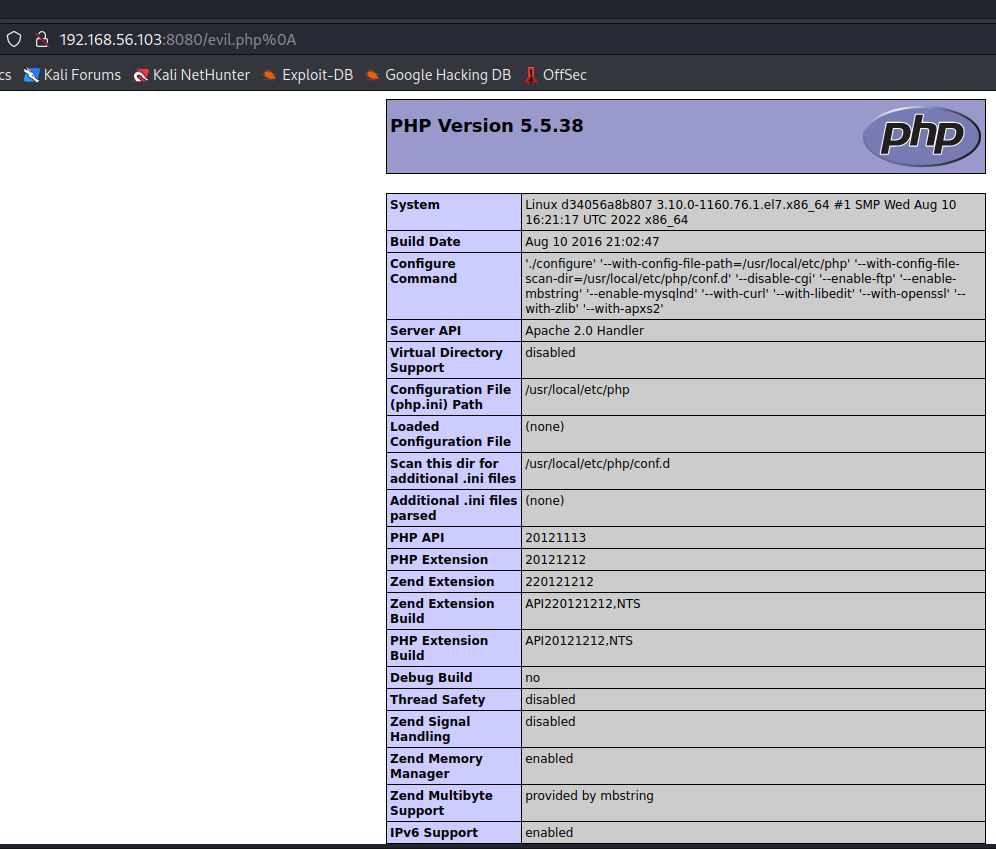 192.168.56.103:8080/evil.php%0A
cs Kali Forums Kali NetHunter Exploit-DB Google Hacking DB OffSec
PHP Version 5.5.38
php
System Linux d34056a8b807 3.10.0-1160.76.1.el7.x86_64 #1 SMP Wed Aug 10
16:21:17 UTC 2022 x86_64
Build Date Aug 10 2016 21:02:47
Configure
Command
'./configure' '--with-config-file-path=/usr/local/etc/php' '--with-config-file-
scan-dir=/usr/local/etc/php/conf.d' '--disable-cgi' '--enable-ftp' '--enable-
mbstring' '--enable-mysqlnd' '--with-curl' '--with-libedit' '--with-openssl' '--
with-zlib' '--with-apxs2'
Server API Apache 2.0 Handler
Virtual Directory
Support
disabled
Configuration File
(php.ini) Path
/usr/local/etc/php
Loaded
Configuration File
(none)
Scan this dir for
additional .ini files
/usr/local/etc/php/conf.d
Additional .ini files
parsed
(none)
PHP API 20121113
PHP Extension 20121212
Zend Extension 220121212
Zend Extension
Build
API220121212,NTS
PHP Extension
Build
API20121212,NTS
Debug Build no
Thread Safety disabled
Zend Signal
Handling
disabled
Zend Memory
Manager
enabled
Zend Multibyte
Support
provided by mbstring
IPv6 Support enabled